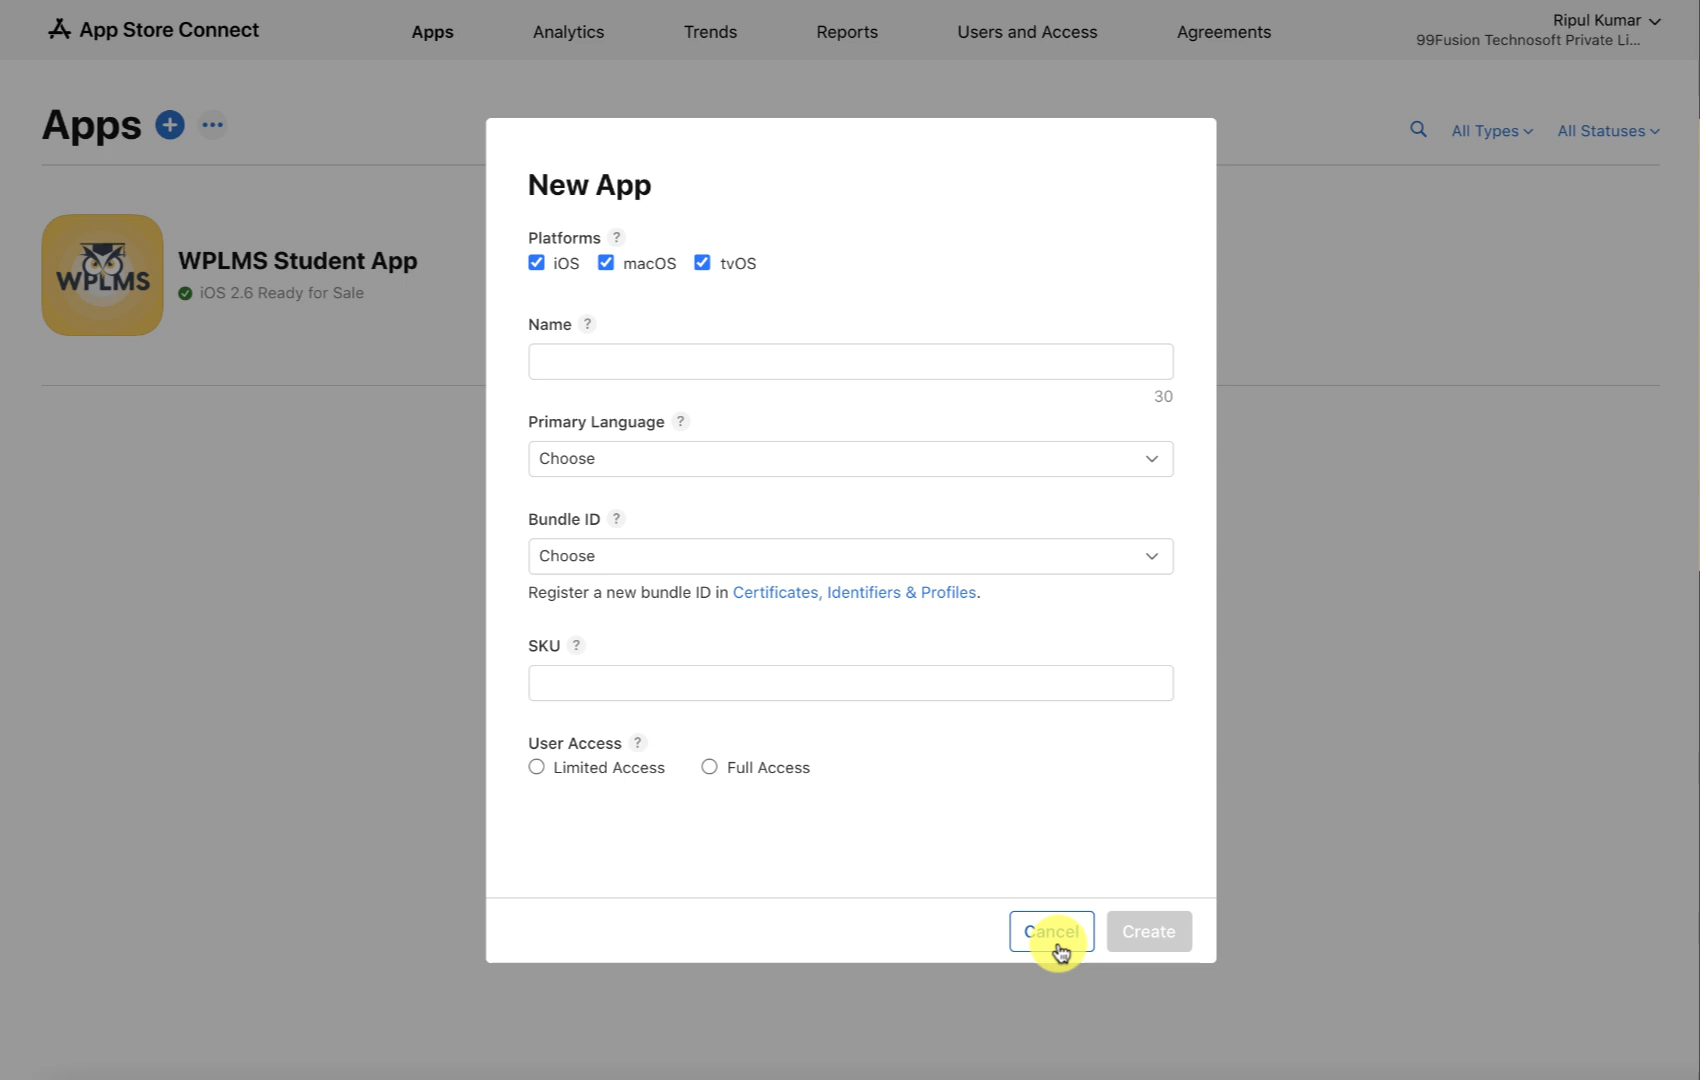 App Store Connect
Apps
Analytics
Trends
Reports
Users and Access
Agreements
Ripul Kumar
99Fusion Technosoft Private Li...
Apps
All Types
All Statuses
WPLMS
WPLMS Student App
iOS 2.6 Ready for Sale
New App
Platforms ?
iOS macOS tvOS
Name ?
30
Primary Language ?
Choose
Bundle ID ?
Choose
Register a new bundle ID in Certificates, Identifiers & Profiles.
SKU ?
User Access ?
Limited Access Full Access
Cancel Create